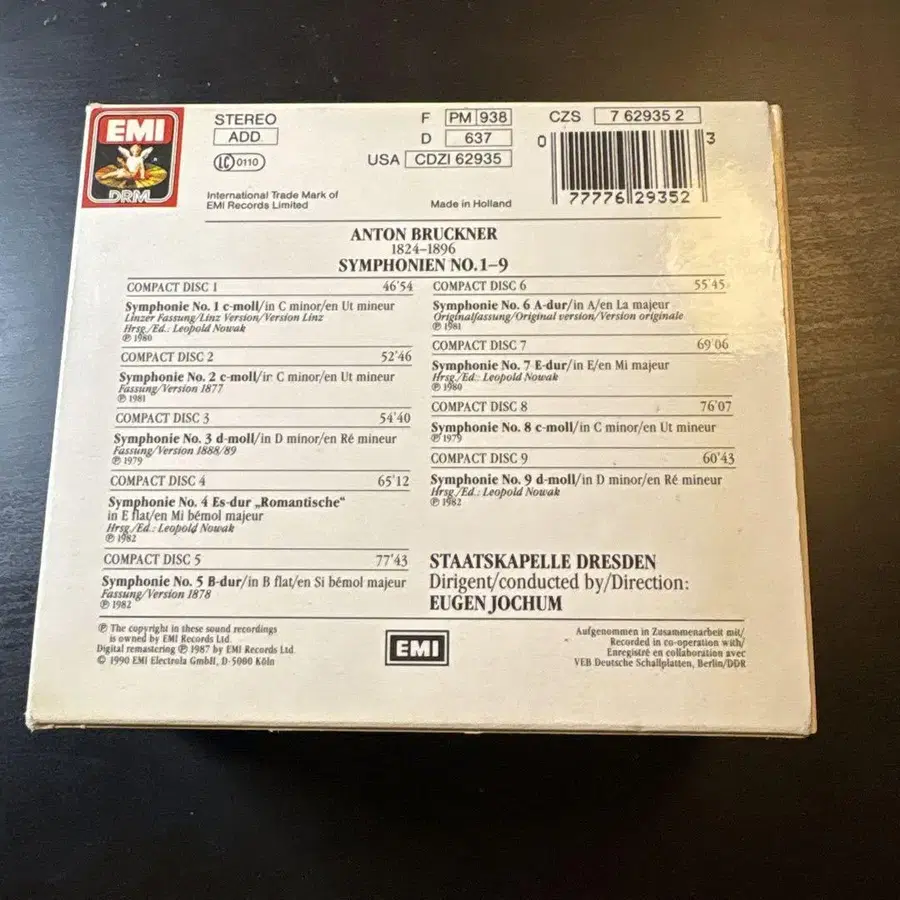 EMI
DRM
STEREO
ADD
LC 0110
International Trade Mark of
EMI Records Limited
F PM 938
D 637
USA CDZI 62935
Made in Holland
CZS 7 62935 2
0 77776 29352 3
ANTON BRUCKNER
1824–1896
SYMPHONIEN NO. 1–9
COMPACT DISC 1 46'54
Symphonie No. 1 c-moll/in C minor/en Ut mineur
Linzer Fassung/Linz Version/Version Linz
Hrsg./Ed.: Leopold Nowak
℗ 1980
COMPACT DISC 2 52'46
Symphonie No. 2 c-moll/in C minor/en Ut mineur
Fassung/Version 1877
℗ 1981
COMPACT DISC 3 54'40
Symphonie No. 3 d-moll/in D minor/en Ré mineur
Fassung/Version 1888/89
℗ 1979
COMPACT DISC 4 65'12
Symphonie No. 4 Es-dur „Romantische“
in E flat/en Mi bémol majeur
Hrsg./Ed.: Leopold Nowak
℗ 1982
COMPACT DISC 5 77'43
Symphonie No. 5 B-dur/in B flat/en Si bémol majeur
Fassung/Version 1878
℗ 1982
COMPACT DISC 6 55'45
Symphonie No. 6 A-dur/in A/en La majeur
Originalfassung/Original version/Version originale
℗ 1981
COMPACT DISC 7 69'06
Symphonie No. 7 E-dur/in E/en Mi majeur
Hrsg./Ed.: Leopold Nowak
℗ 1980
COMPACT DISC 8 76'07
Symphonie No. 8 c-moll/in C minor/en Ut mineur
℗ 1979
COMPACT DISC 9 60'43
Symphonie No. 9 d-moll/in D minor/en Ré mineur
Hrsg./Ed.: Leopold Nowak
℗ 1982
STAATSKAPELLE DRESDEN
Dirigent/conducted by/Direction:
EUGEN JOCHUM
℗ The copyright in these sound recordings
is owned by EMI Records Ltd.
Digital remastering ℗ 1987 by EMI Records Ltd.
© 1990 EMI Electrola GmbH, D-5000 Köln
EMI
Aufgenommen in Zusammenarbeit mit/
Recorded in co-operation with/
Enregistré en collaboration avec
VEB Deutsche Schallplatten, Berlin/DDR